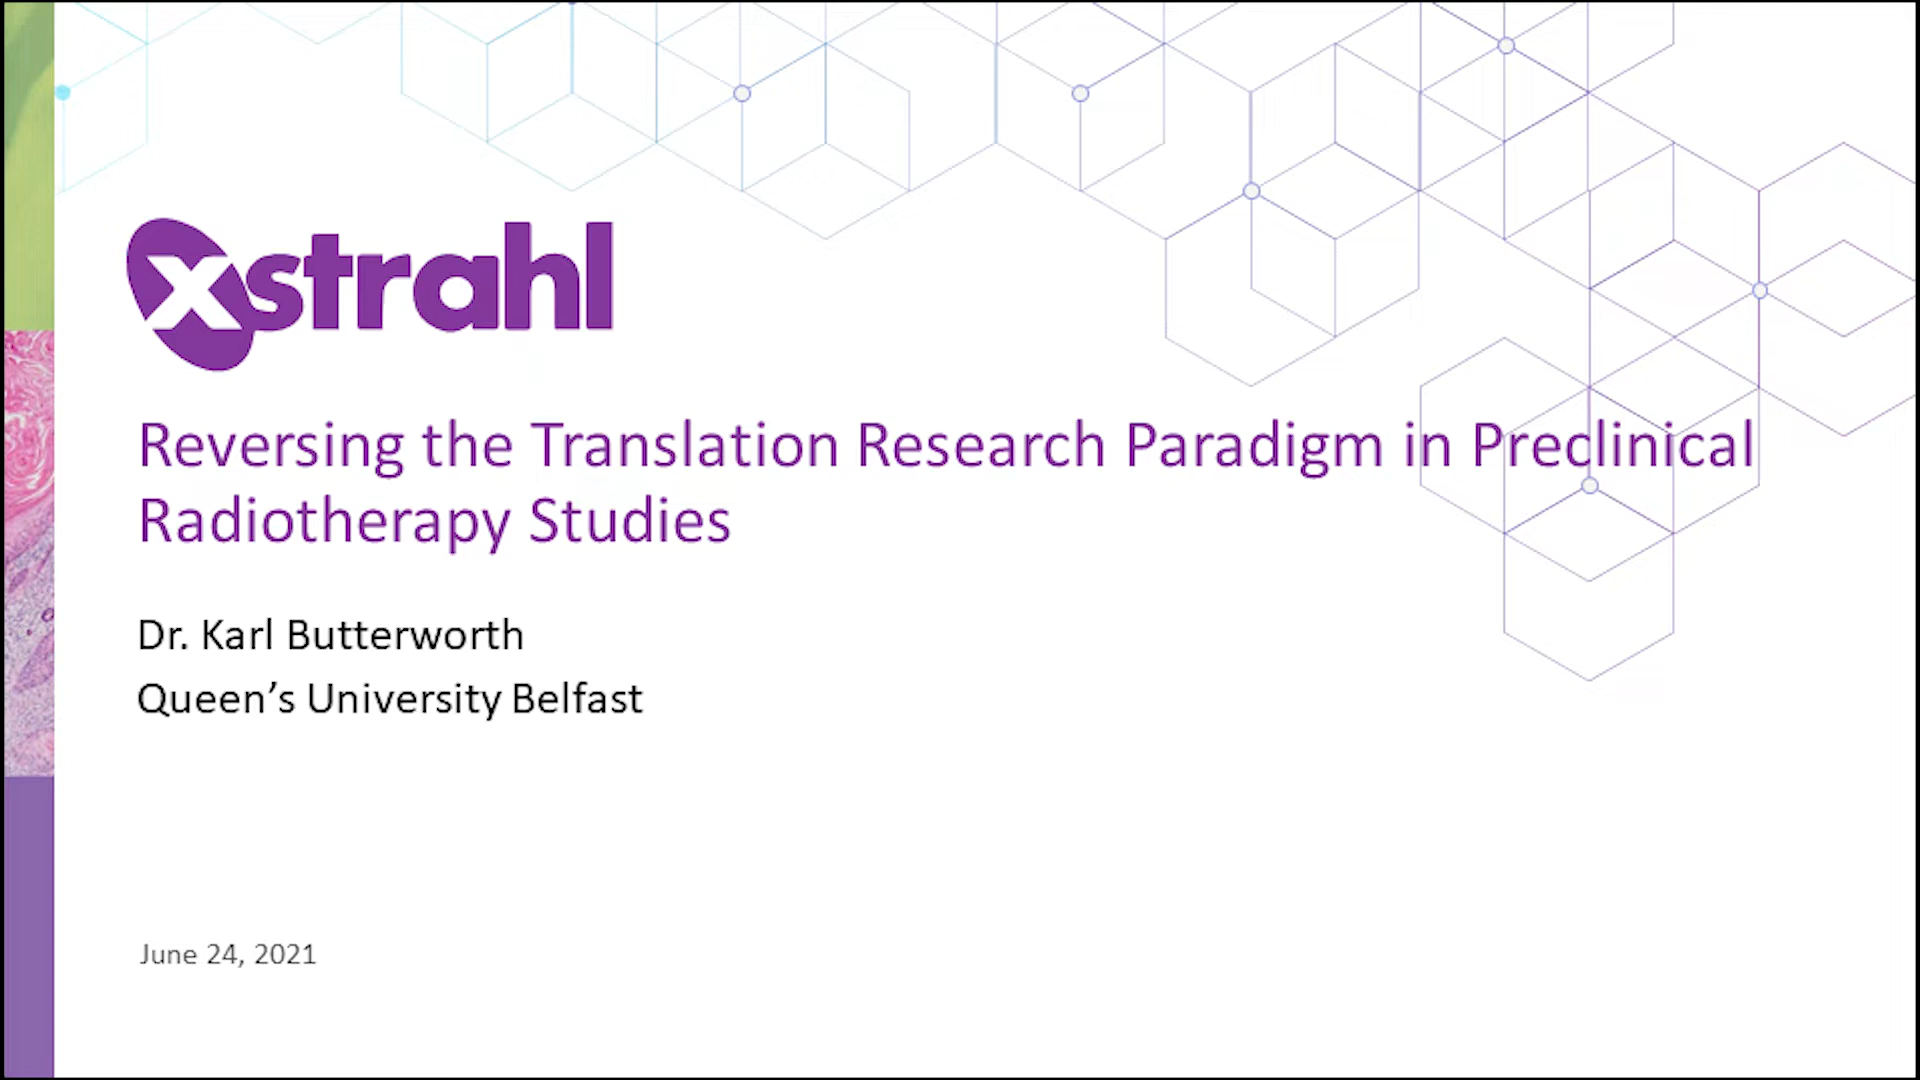 xstrahl
Reversing the Translation Research Paradigm in Preclinical
Radiotherapy Studies
Dr. Karl Butterworth
Queen’s University Belfast
June 24, 2021